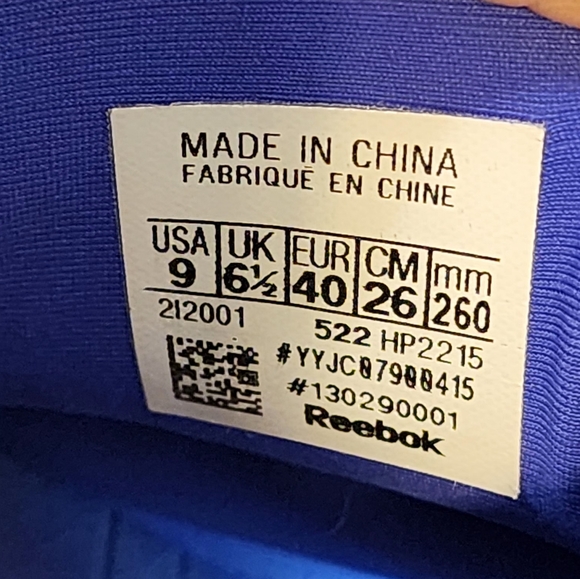 MADE IN CHINA
FABRIQUÉ EN CHINE
USA UK EUR CM mm
9 6½ 40 26 260
2I2001 522 HP2215
#YYJC07900415
#130290001
Reebok